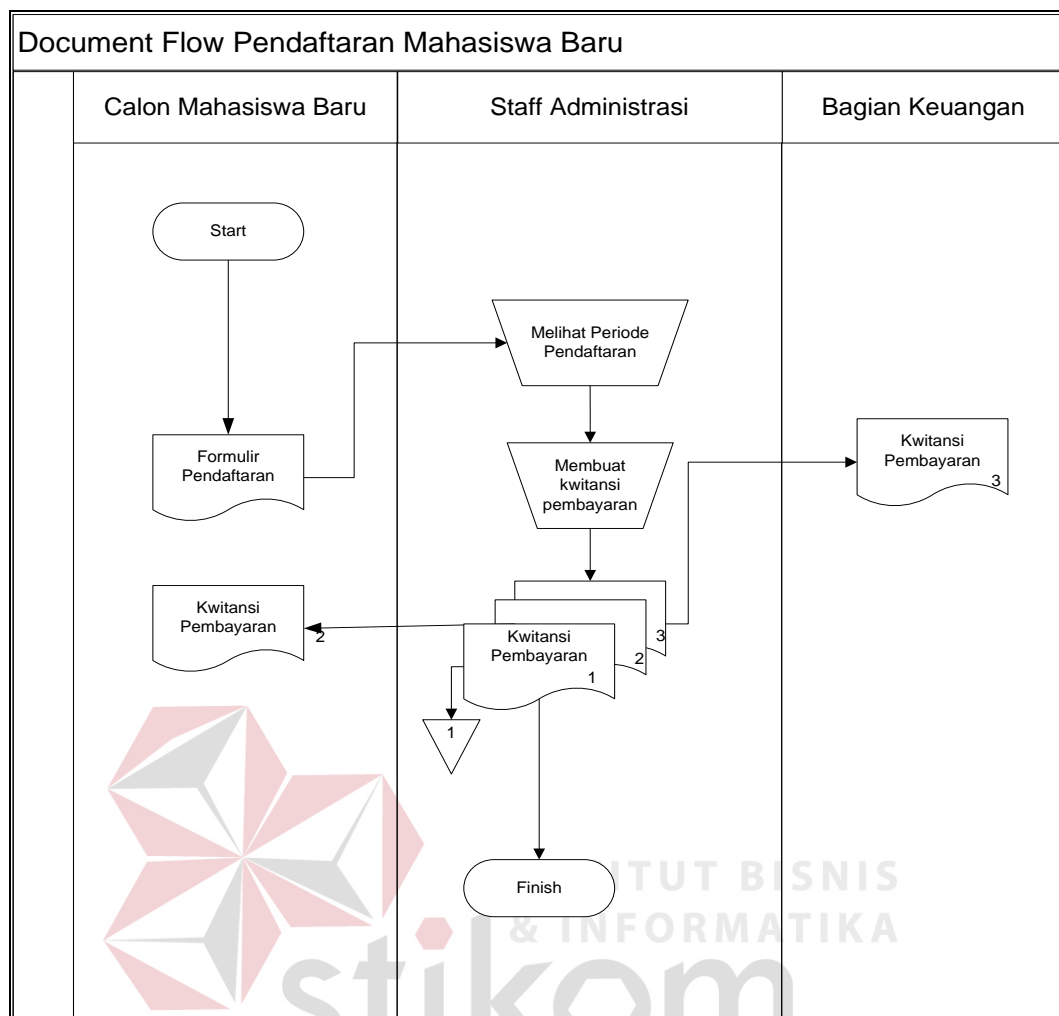 Document Flow Pendaftaran Mahasiswa Baru
Calon Mahasiswa Baru
Staff Administrasi
Bagian Keuangan
Start
Melihat Periode
Pendaftaran
Formulir
Pendaftaran
Membuat
kwitansi
pembayaran
Kwitansi
Pembayaran
3
Kwitansi
Pembayaran
2
Kwitansi
Pembayaran
1
2
3
1
Finish
BISNIS
& INFORMATIKA
stikom